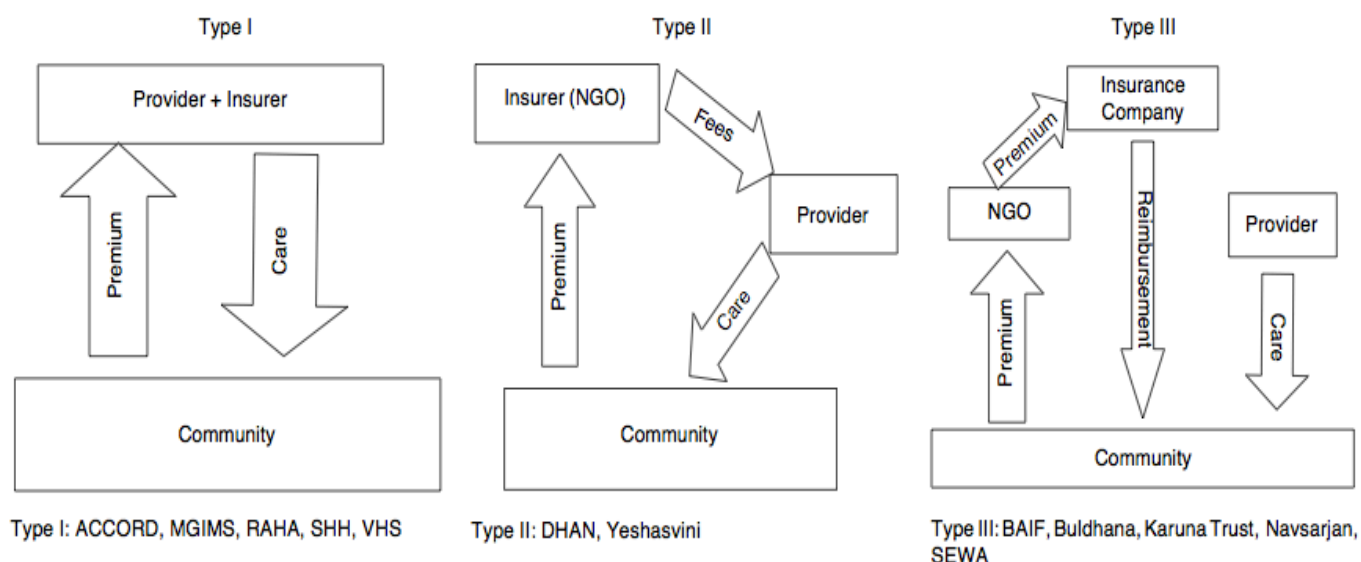 Type I
Provider + Insurer
Premium
Care
Community
Type I: ACCORD, MGIMS, RAHA, SHH, VHS
Type II
Insurer (NGO)
Fees
Provider
Premium
Care
Community
Type II: DHAN, Yeshasvini
Type III
Insurance
Company
Premium
NGO
Reimbursement
Provider
Premium
Care
Community
Type III: BAIF, Buldhana, Karuna Trust, Navsarjan,
SEWA